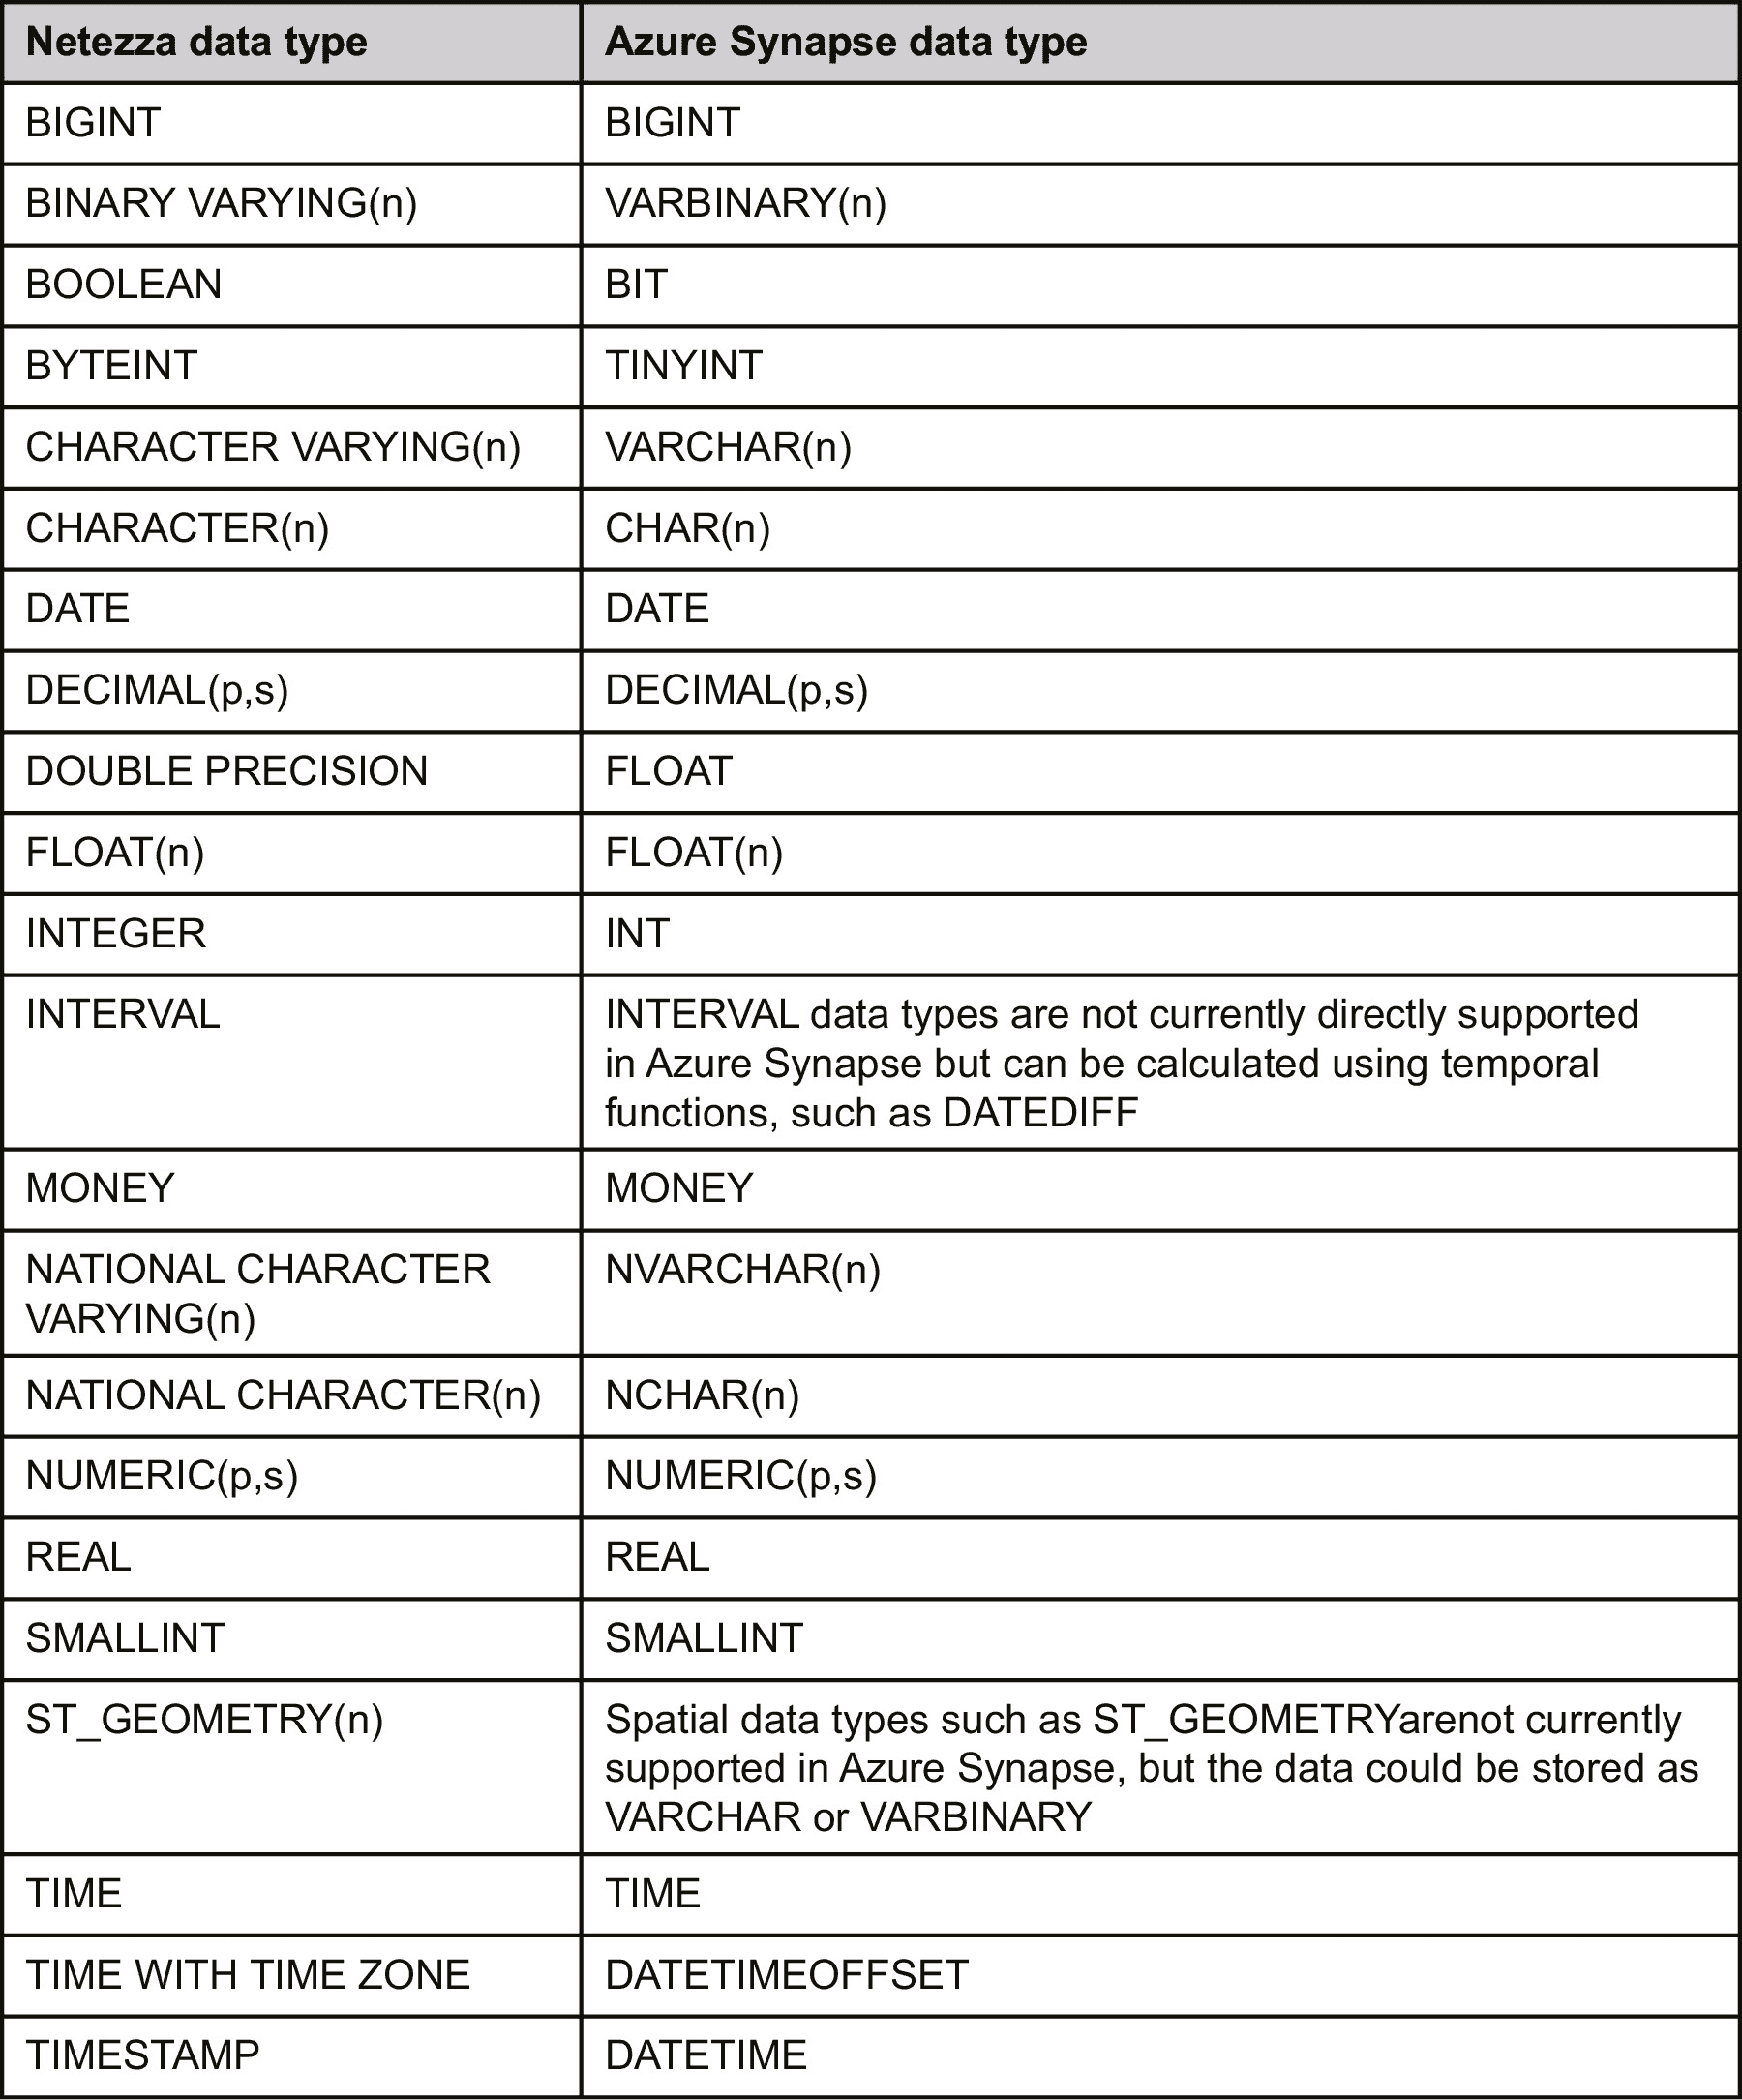 Netezza data type Azure Synapse data type
BIGINT BIGINT
BINARY VARYING(n) VARBINARY(n)
BOOLEAN BIT
BYTEINT TINYINT
CHARACTER VARYING(n) VARCHAR(n)
CHARACTER(n) CHAR(n)
DATE DATE
DECIMAL(p,s) DECIMAL(p,s)
DOUBLE PRECISION FLOAT
FLOAT(n) FLOAT(n)
INTEGER INT
INTERVAL INTERVAL data types are not currently directly supported
in Azure Synapse but can be calculated using temporal
functions, such as DATEDIFF
MONEY MONEY
NATIONAL CHARACTER NVARCHAR(n)
VARYING(n)
NATIONAL CHARACTER(n) NCHAR(n)
NUMERIC(p,s) NUMERIC(p,s)
REAL REAL
SMALLINT SMALLINT
ST_GEOMETRY(n) Spatial data types such as ST_GEOMETRYarenot currently
supported in Azure Synapse, but the data could be stored as
VARCHAR or VARBINARY
TIME TIME
TIME WITH TIME ZONE DATETIMEOFFSET
TIMESTAMP DATETIME